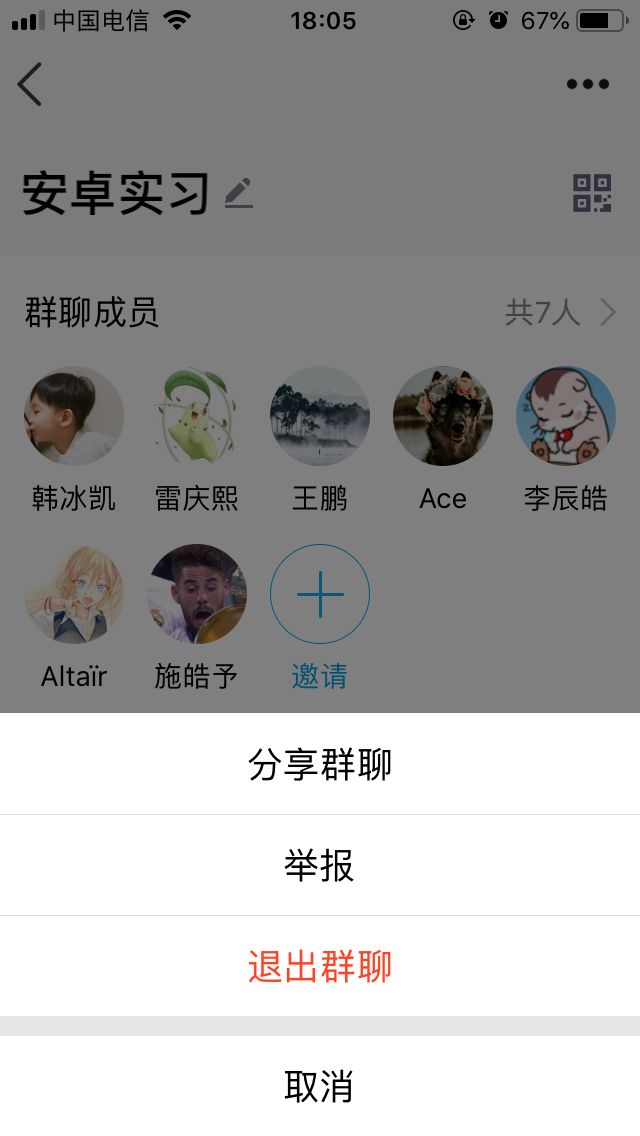 中国电信 18:05 67%
安卓实习
群聊成员 共7人
韩冰凯 雷庆熙 王鹏 Ace 李辰皓
Altaïr 施皓予 邀请
分享群聊
举报
退出群聊
取消